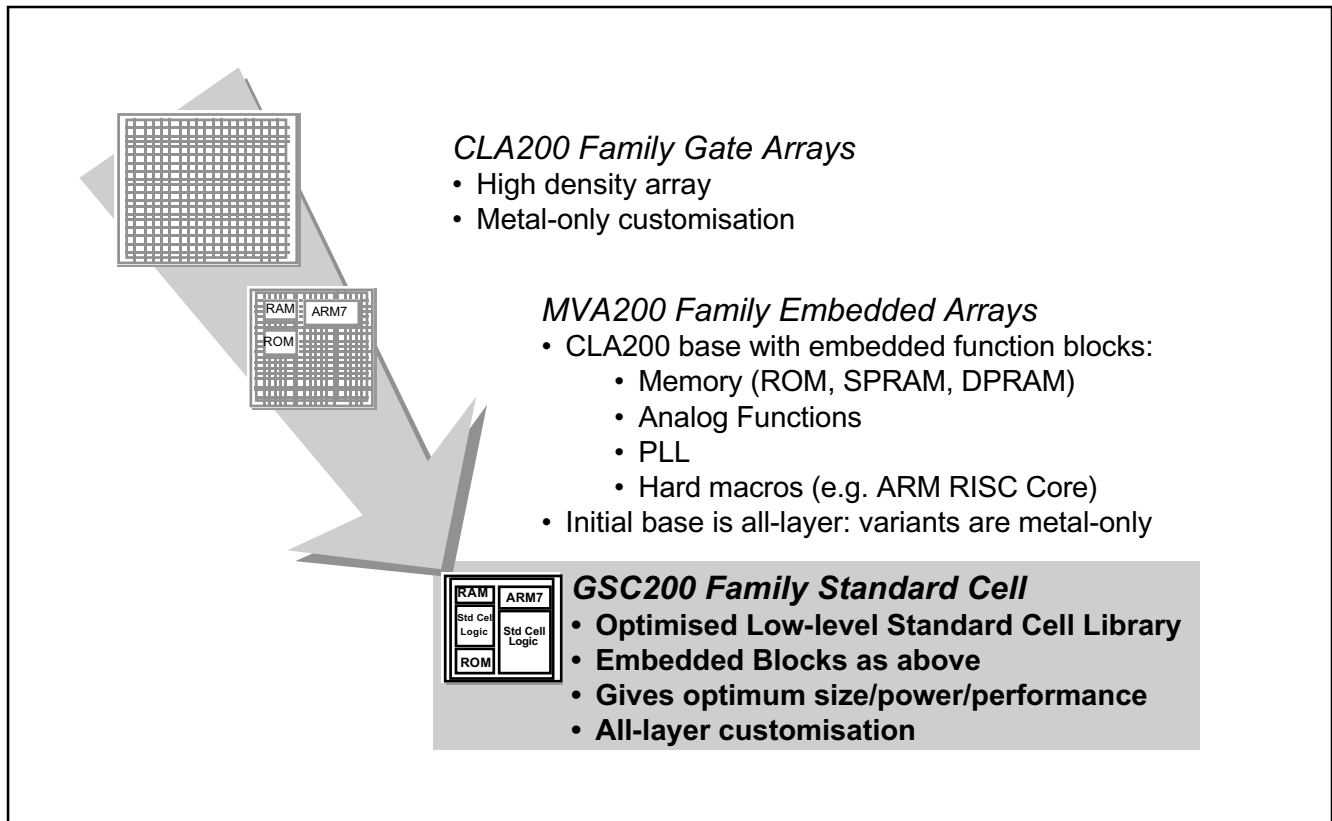 CLA200 Family Gate Arrays
• High density array
• Metal-only customisation
RAM
ARM7
ROM
MVA200 Family Embedded Arrays
• CLA200 base with embedded function blocks:
• Memory (ROM, SPRAM, DPRAM)
• Analog Functions
• PLL
• Hard macros (e.g. ARM RISC Core)
• Initial base is all-layer: variants are metal-only
RAM
ARM7
Std Cel
Logic
Std Cell
Logic
ROM
GSC200 Family Standard Cell
• Optimised Low-level Standard Cell Library
• Embedded Blocks as above
• Gives optimum size/power/performance
• All-layer customisation